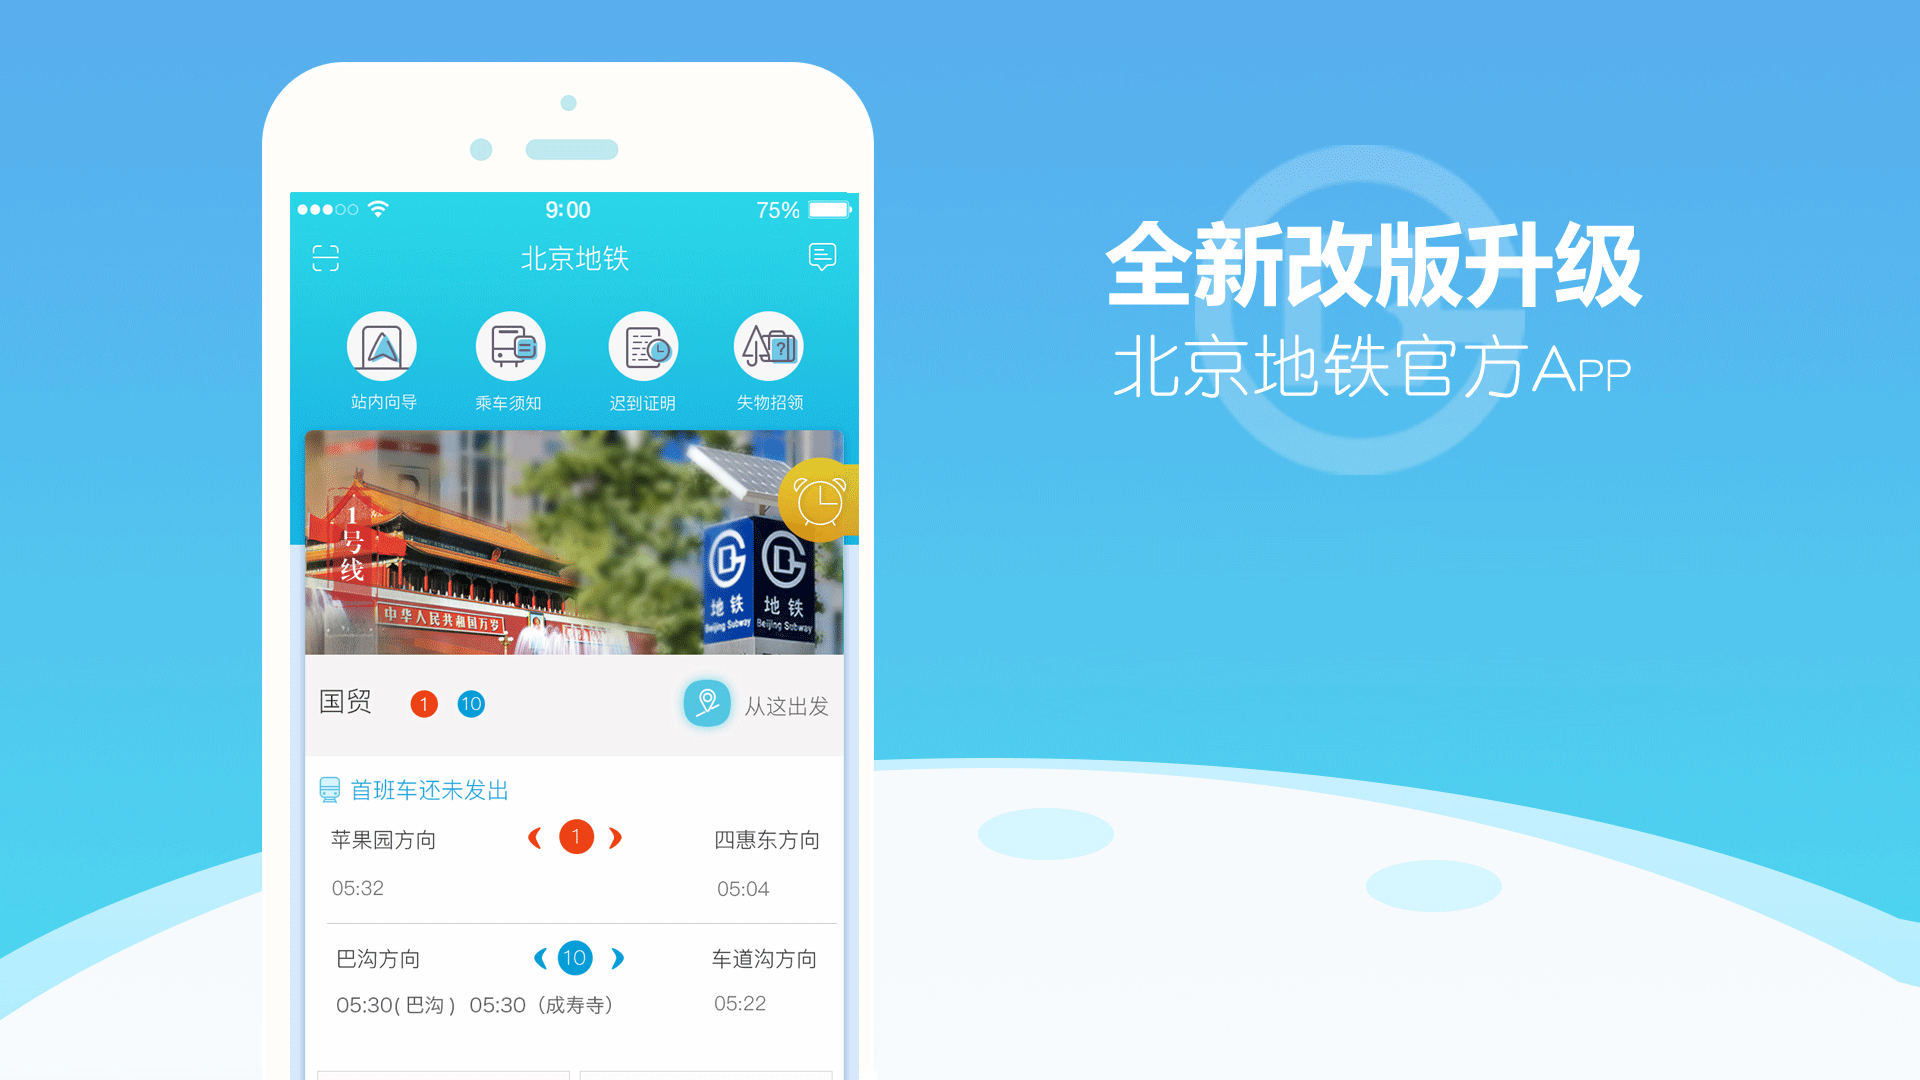 9:00
75%
北京地铁
站内向导
乘车须知
迟到证明
失物招领
1号线
中华人民共和国万岁
地铁
Beijing Subway
地铁
Beijing Subway
国贸
1
10
从这出发
首班车还未发出
苹果园方向
1
四惠东方向
05:32
05:04
巴沟方向
10
车道沟方向
05:30(巴沟) 05:30（成寿寺）
05:22
全新改版升级
北京地铁官方App